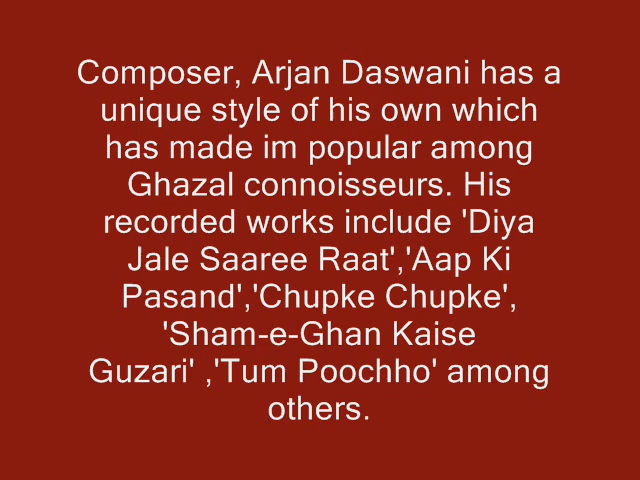 Composer, Arjan Daswani has a
unique style of his own which
has made im popular among
Ghazal connoisseurs. His
recorded works include 'Diya
Jale Saaree Raat','Aap Ki
Pasand','Chupke Chupke',
'Sham-e-Ghan Kaise
Guzari' ,'Tum Poochho' among
others.